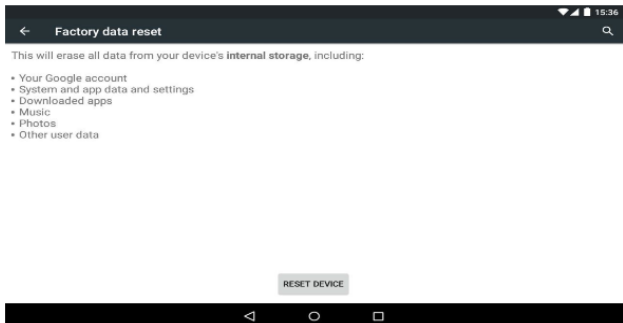 15:36
Factory data reset
This will erase all data from your device's internal storage, including:
• Your Google account
• System and app data and settings
• Downloaded apps
• Music
• Photos
• Other user data
RESET DEVICE